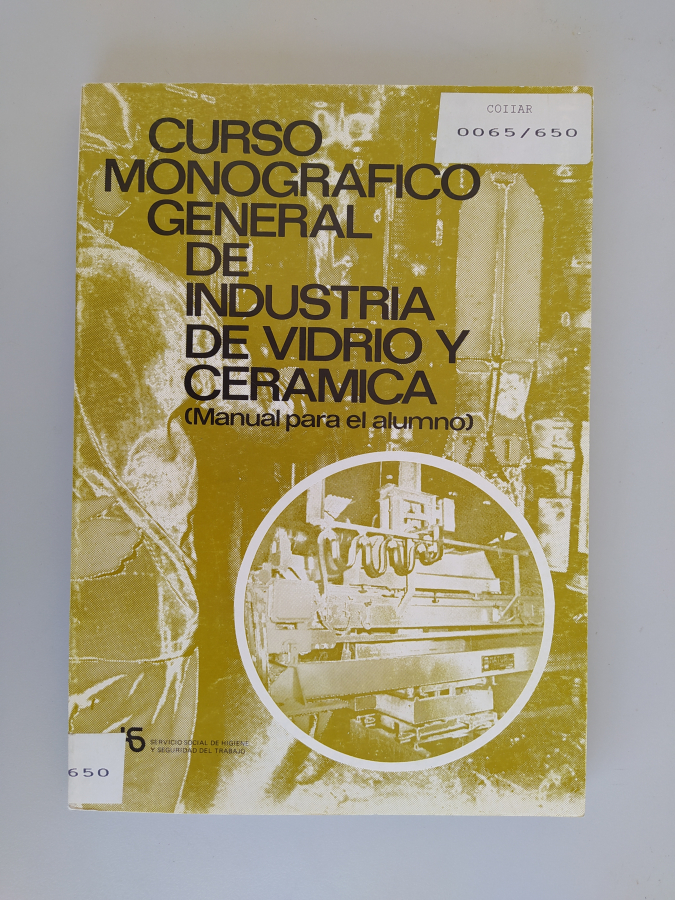 COIIAR
0065/650
CURSO
MONOGRAFICO
GENERAL
DE
INDUSTRIA
DE VIDRIO Y
CERAMICA
(Manual para el alumno)
SERVICIO SOCIAL DE HIGIENE
Y SEGURIDAD DEL TRABAJO
650